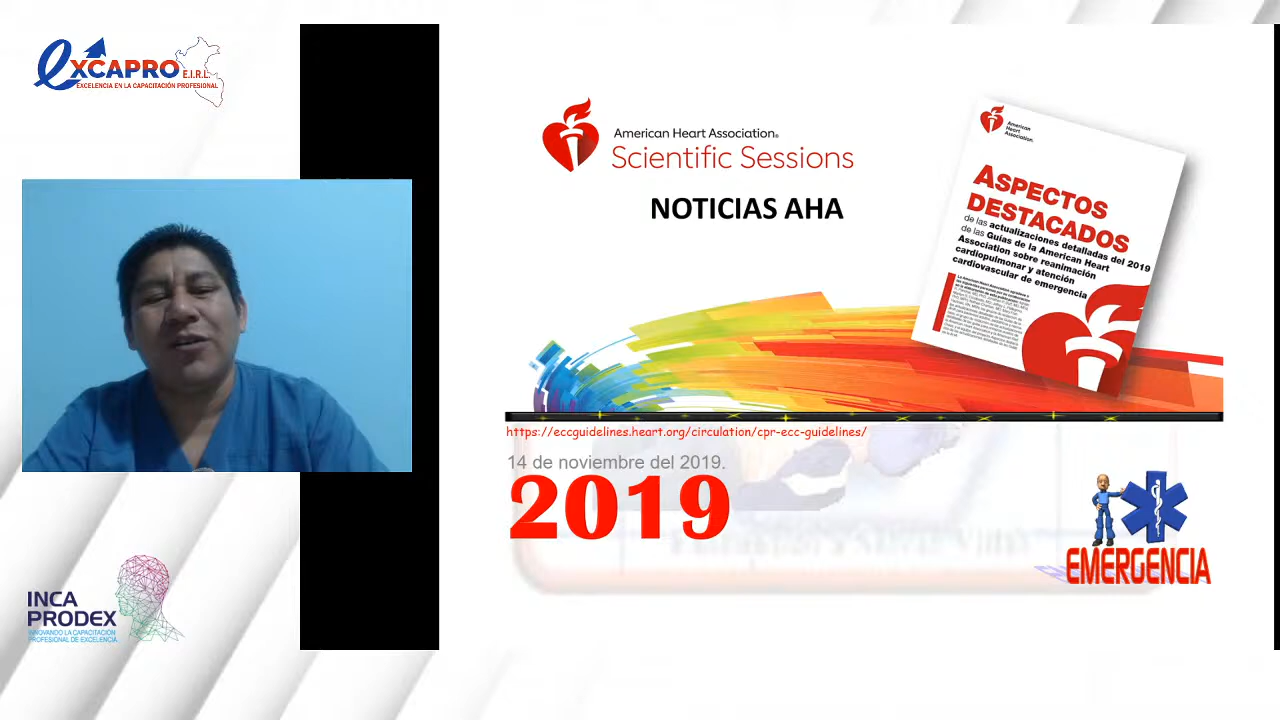 eXCAPRO E.I.R.L.
EXCELENCIA EN LA CAPACITACIÓN PROFESIONAL
American Heart Association®
Scientific Sessions
NOTICIAS AHA
American
Heart
Association.
ASPECTOS
DESTACADOS
de las actualizaciones detalladas del 2019
de las Guías de la American Heart
Association sobre reanimación
cardiopulmonar y atención
cardiovascular de emergencia
https://eccguidelines.heart.org/circulation/cpr-ecc-guidelines/
14 de noviembre del 2019.
2019
EMERGENCIA
INCA
PRODEX
INNOVANDO LA CAPACITACIÓN
PROFESIONAL DE EXCELENCIA